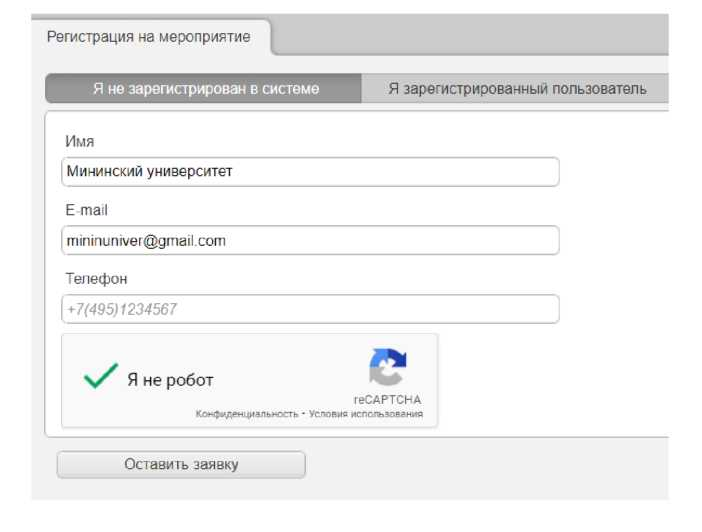 Регистрация на мероприятие
Я не зарегистрирован в системе Я зарегистрированный пользователь
Имя
Мининский университет
E-mail
mininuniver@gmail.com
Телефон
+7(495)1234567
Я не робот
reCAPTCHA
Конфиденциальность • Условия использования
Оставить заявку